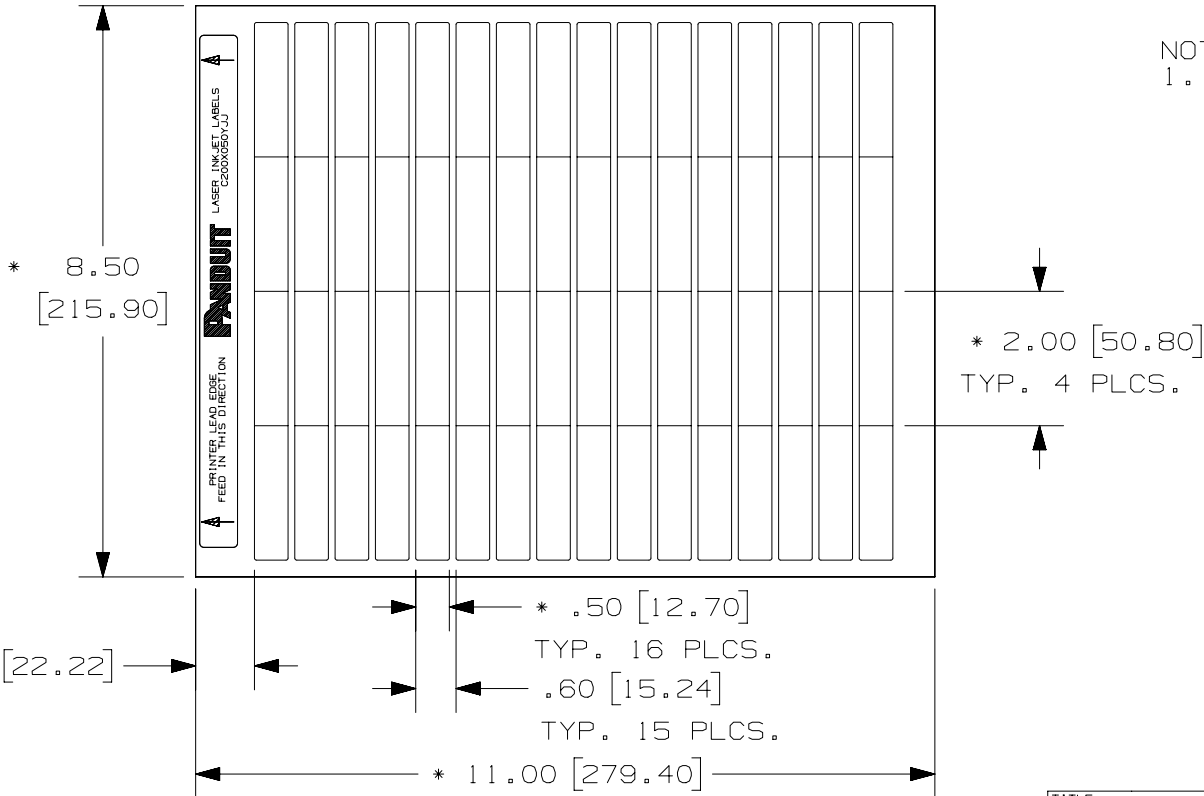 NOT
1.
LASER INKJET LABELS
C200X050YJJ
PANDUIT
PRINTER LEAD EDGE
FEED IN THIS DIRECTION
* 8.50
[215.90]
* 2.00 [50.80]
TYP. 4 PLCS.
* .50 [12.70]
TYP. 16 PLCS.
[22.22]
.60 [15.24]
TYP. 15 PLCS.
* 11.00 [279.40]